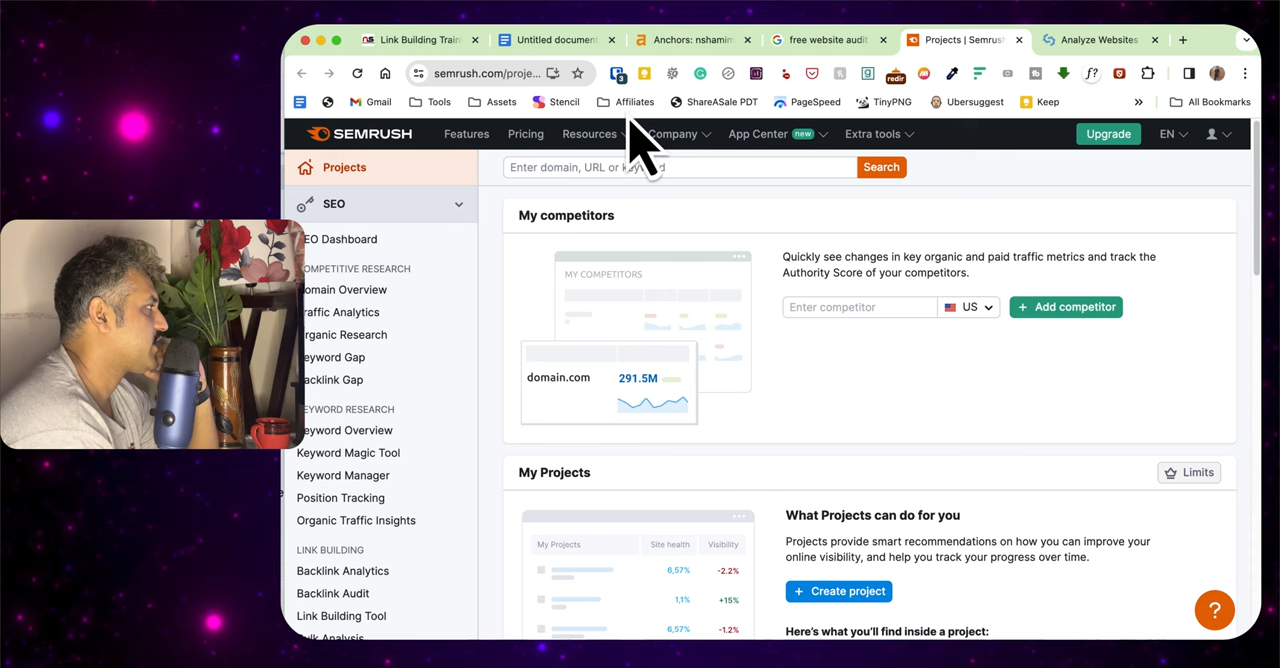 Link Building Train
Untitled document
Anchors: nshamim
free website audit
Projects | Semrush
Analyze Websites
semrush.com/proje...
Gmail
Tools
Assets
Stencil
Affiliates
ShareASale PDT
PageSpeed
TinyPNG
Ubersuggest
Keep
All Bookmarks
SEMRUSH
Features
Pricing
Resources
Company
App Center new
Extra tools
Upgrade
EN
Projects
Enter domain, URL or keyword
Search
SEO
My competitors
EO Dashboard
OMPETITIVE RESEARCH
omain Overview
raffic Analytics
rganic Research
eyword Gap
acklink Gap
EYWORD RESEARCH
eyword Overview
Keyword Magic Tool
Keyword Manager
Position Tracking
Organic Traffic Insights
LINK BUILDING
Backlink Analytics
Backlink Audit
Link Building Tool
Bulk Analysis
MY COMPETITORS
domain.com
291.5M
Quickly see changes in key organic and paid traffic metrics and track the
Authority Score of your competitors.
Enter competitor
US
+ Add competitor
My Projects
Limits
My Projects
Site health
Visibility
6,57%
-2.2%
1,1%
+15%
6,57%
-1.2%
What Projects can do for you
Projects provide smart recommendations on how you can improve your
online visibility, and help you track your progress over time.
+ Create project
Here's what you'll find inside a project:
?